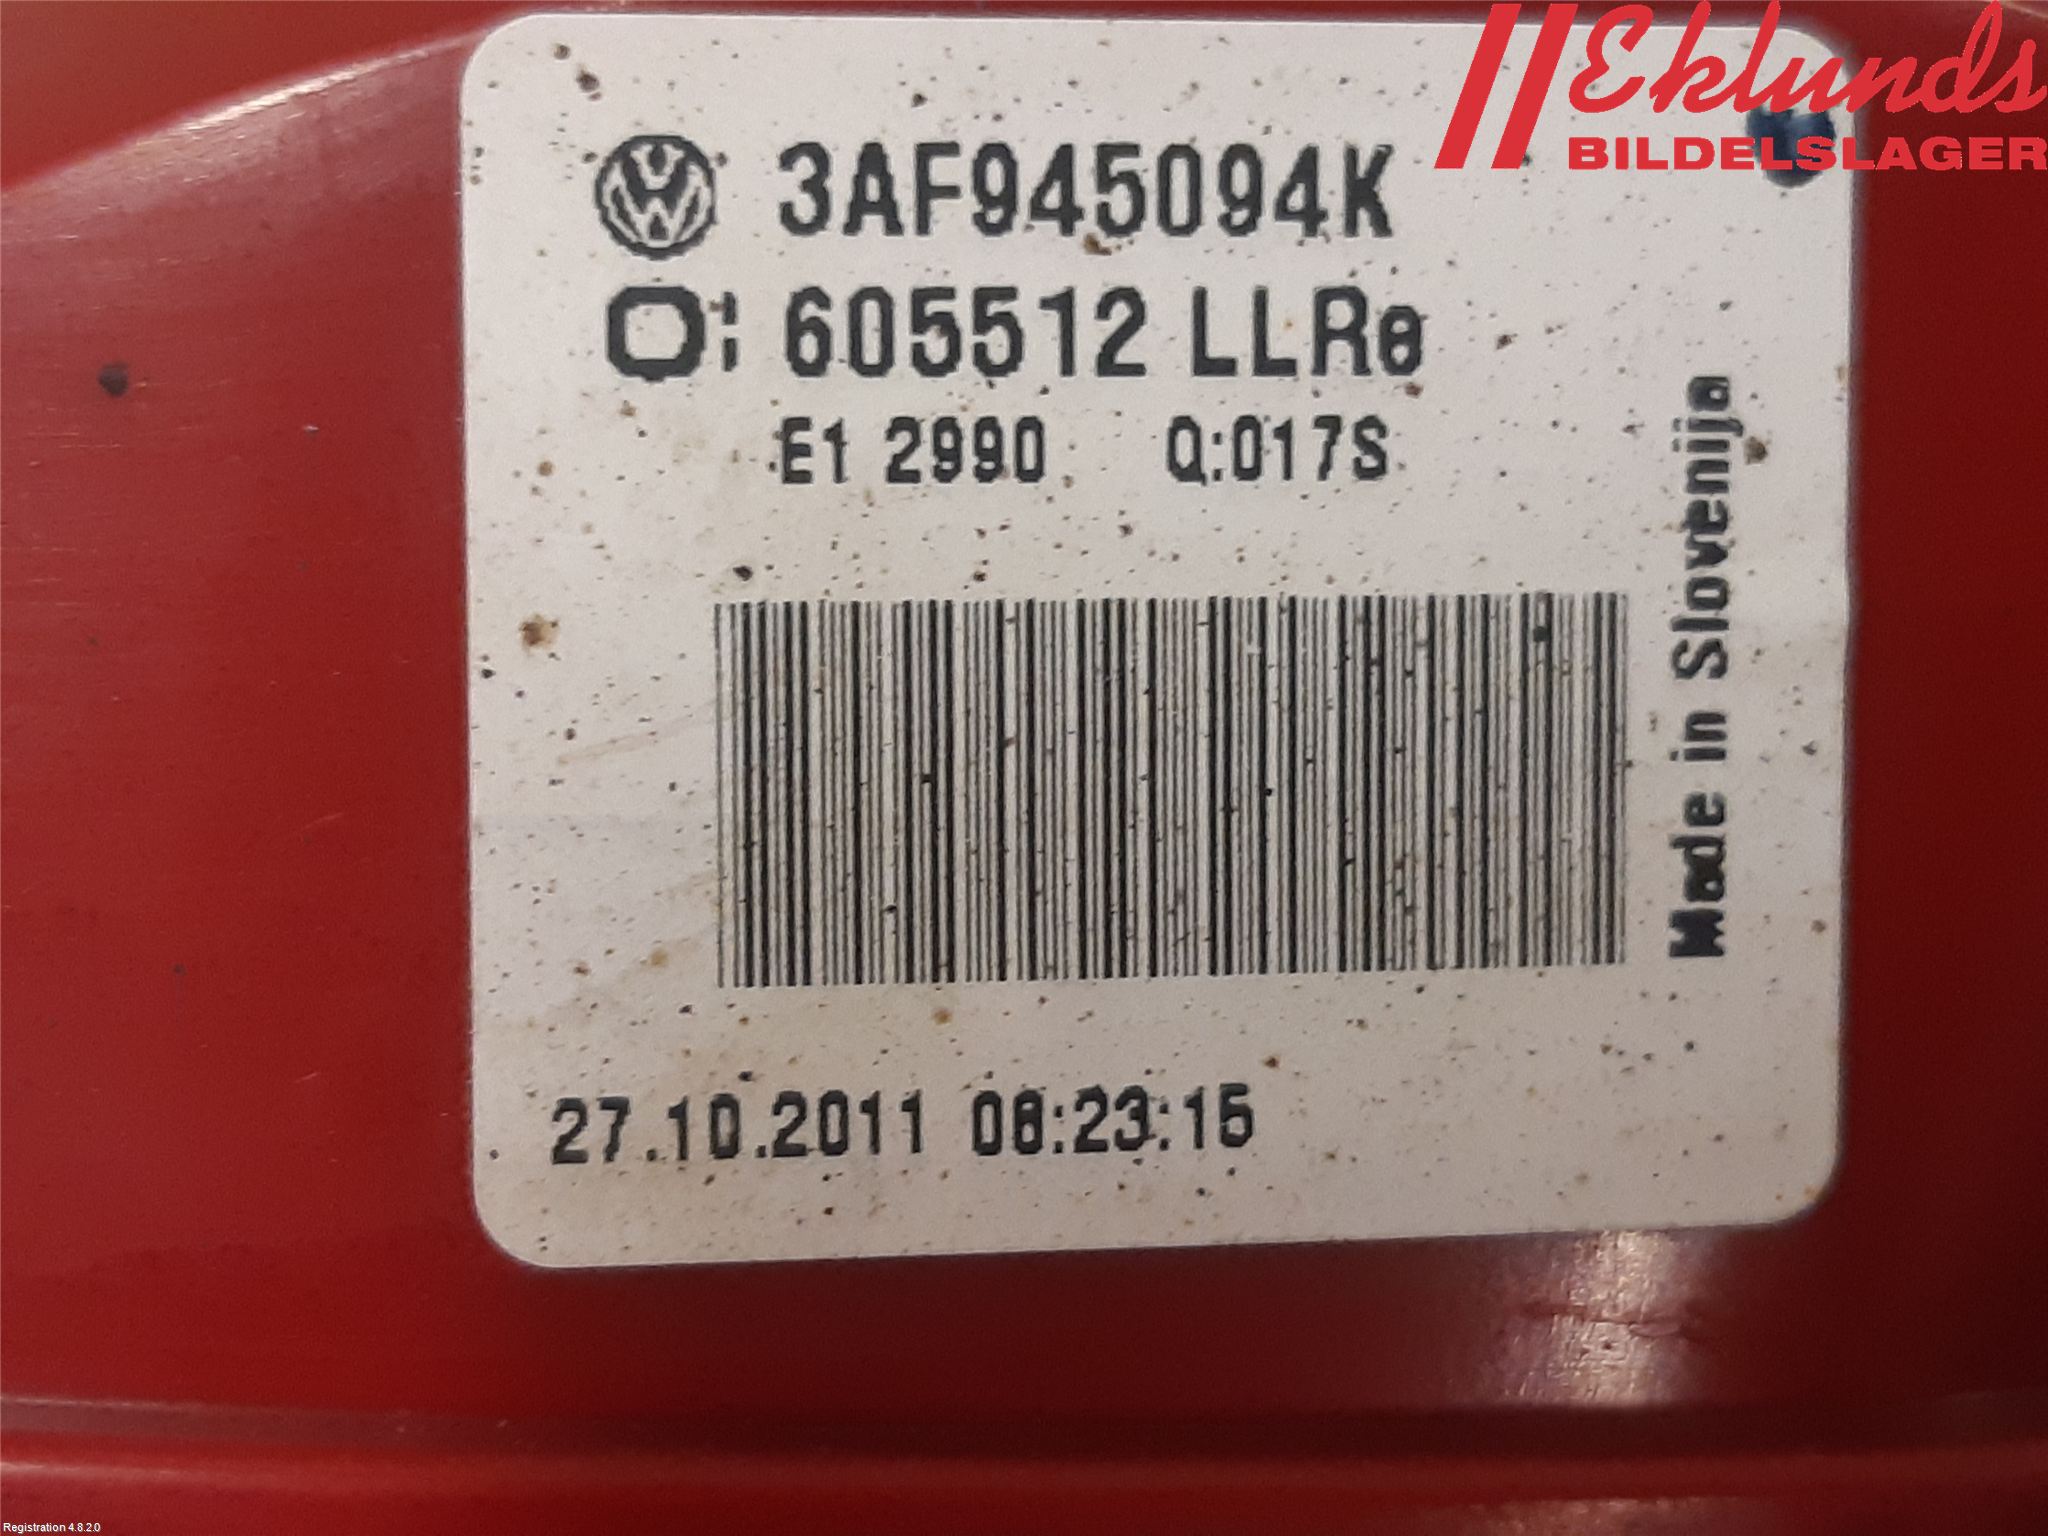 Eklunds
BILDELSLAGER
3AF945094K
605512 LLRe
E1 2990 Q:017S
Made in Slovenija
27.10.2011 08:23:15
Registration 4.8.2.0